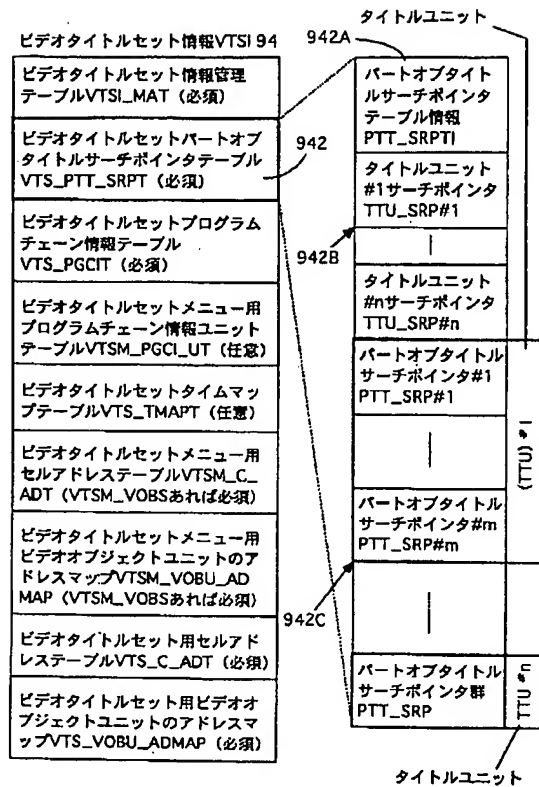 ビデオタイトルセット情報VTSI 94
ビデオタイトルセット情報管理
テーブルVTSI_MAT（必須）
ビデオタイトルセットパートオブ
タイトルサーチポインタテーブル
VTS_PTT_SRPT（必須）
ビデオタイトルセットプログラム
チェーン情報テーブル
VTS_PGCIT（必須）
ビデオタイトルセットメニュー用
プログラムチェーン情報ユニット
テーブルVTSM_PGCI_UT（任意）
ビデオタイトルセットタイムマッ
プテーブルVTS_TMAPT（任意）
ビデオタイトルセットメニュー用
セルアドレステーブルVTSM_C_
ADT（VTSM_VOBSあれば必須）
ビデオタイトルセットメニュー用
ビデオオブジェクトユニットのア
ドレスマップVTSM_VOBU_AD
MAP（VTSM_VOBSあれば必須）
ビデオタイトルセット用セルアド
レステーブルVTS_C_ADT（必須）
ビデオタイトルセット用ビデオオ
ブジェクトユニットのアドレスマ
ップVTS_VOBU_ADMAP（必須）
942
タイトルユニット
942A
パートオブタイト
ルサーチポインタ
テーブル情報
PTT_SRPTI
タイトルユニット
#1サーチポインタ
TTU_SRP#1
942B
タイトルユニット
#nサーチポインタ
TTU_SRP#n
パートオブタイトル
サーチポインタ#1
PTT_SRP#1
(TTU) #1
パートオブタイトル
サーチポインタ#m
PTT_SRP#m
942C
パートオブタイトル
サーチポインタ群
PTT_SRP
TTU #n
タイトルユニット